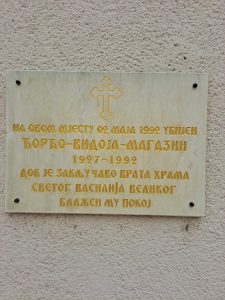 НА ОВОМ МЈЕСТУ 02 МАЈА 1992 УБИЈЕН
ЂОРЂО-ВИДОЈА-МАГАЗИН
1927-1992
ДОК ЈЕ ЗАКЉУЧАВО ВРАТА ХРАМА
СВЕТОГ ВАСИЛИЈА ВЕЛИКОГ
БЛАЖЕН МУ ПОКОЈ